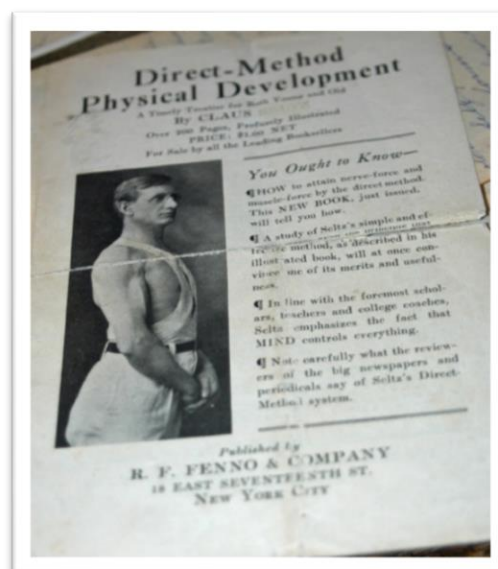 Direct-Method
Physical Development
A Timely Treatise for Both Young and Old
By CLAUS
Over 200 Pages, Profusely Illustrated
PRICE: $1.00 NET
For Sale by all the Leading Booksellers
You Ought to Know—
¶ HOW to attain nerve-force and
muscle-force by the direct method.
This NEW BOOK, just issued,
will tell you how.
¶ A study of Selta's simple and ef-
method, as described in his
illustrated book, will at once con-
vince me of its merits and useful-
ness.
¶ In line with the foremost schol-
ars, teachers and college coaches,
Selta emphasizes the fact that
MIND controls everything.
¶ Note carefully what the review-
ers of the big newspapers and
periodicals say of Selta's Direct-
Method system.
Published by
R. F. FENNO & COMPANY
18 EAST SEVENTEENTH ST.
NEW YORK CITY